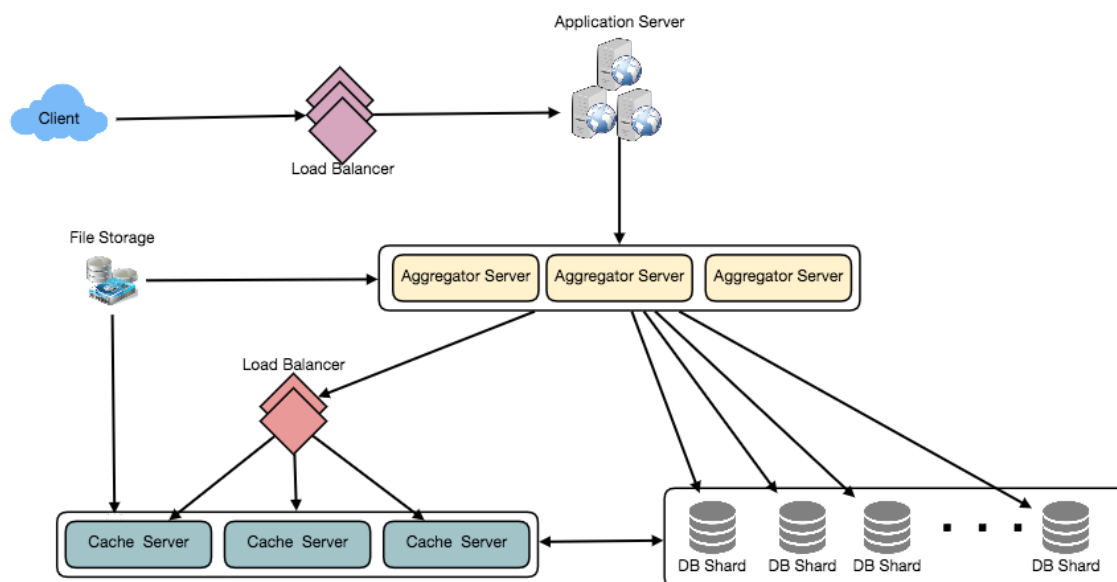 Application Server
Client
Load Balancer
File Storage
Aggregator Server
Aggregator Server
Aggregator Server
Load Balancer
Cache Server
Cache Server
Cache Server
DB Shard
DB Shard
DB Shard
DB Shard